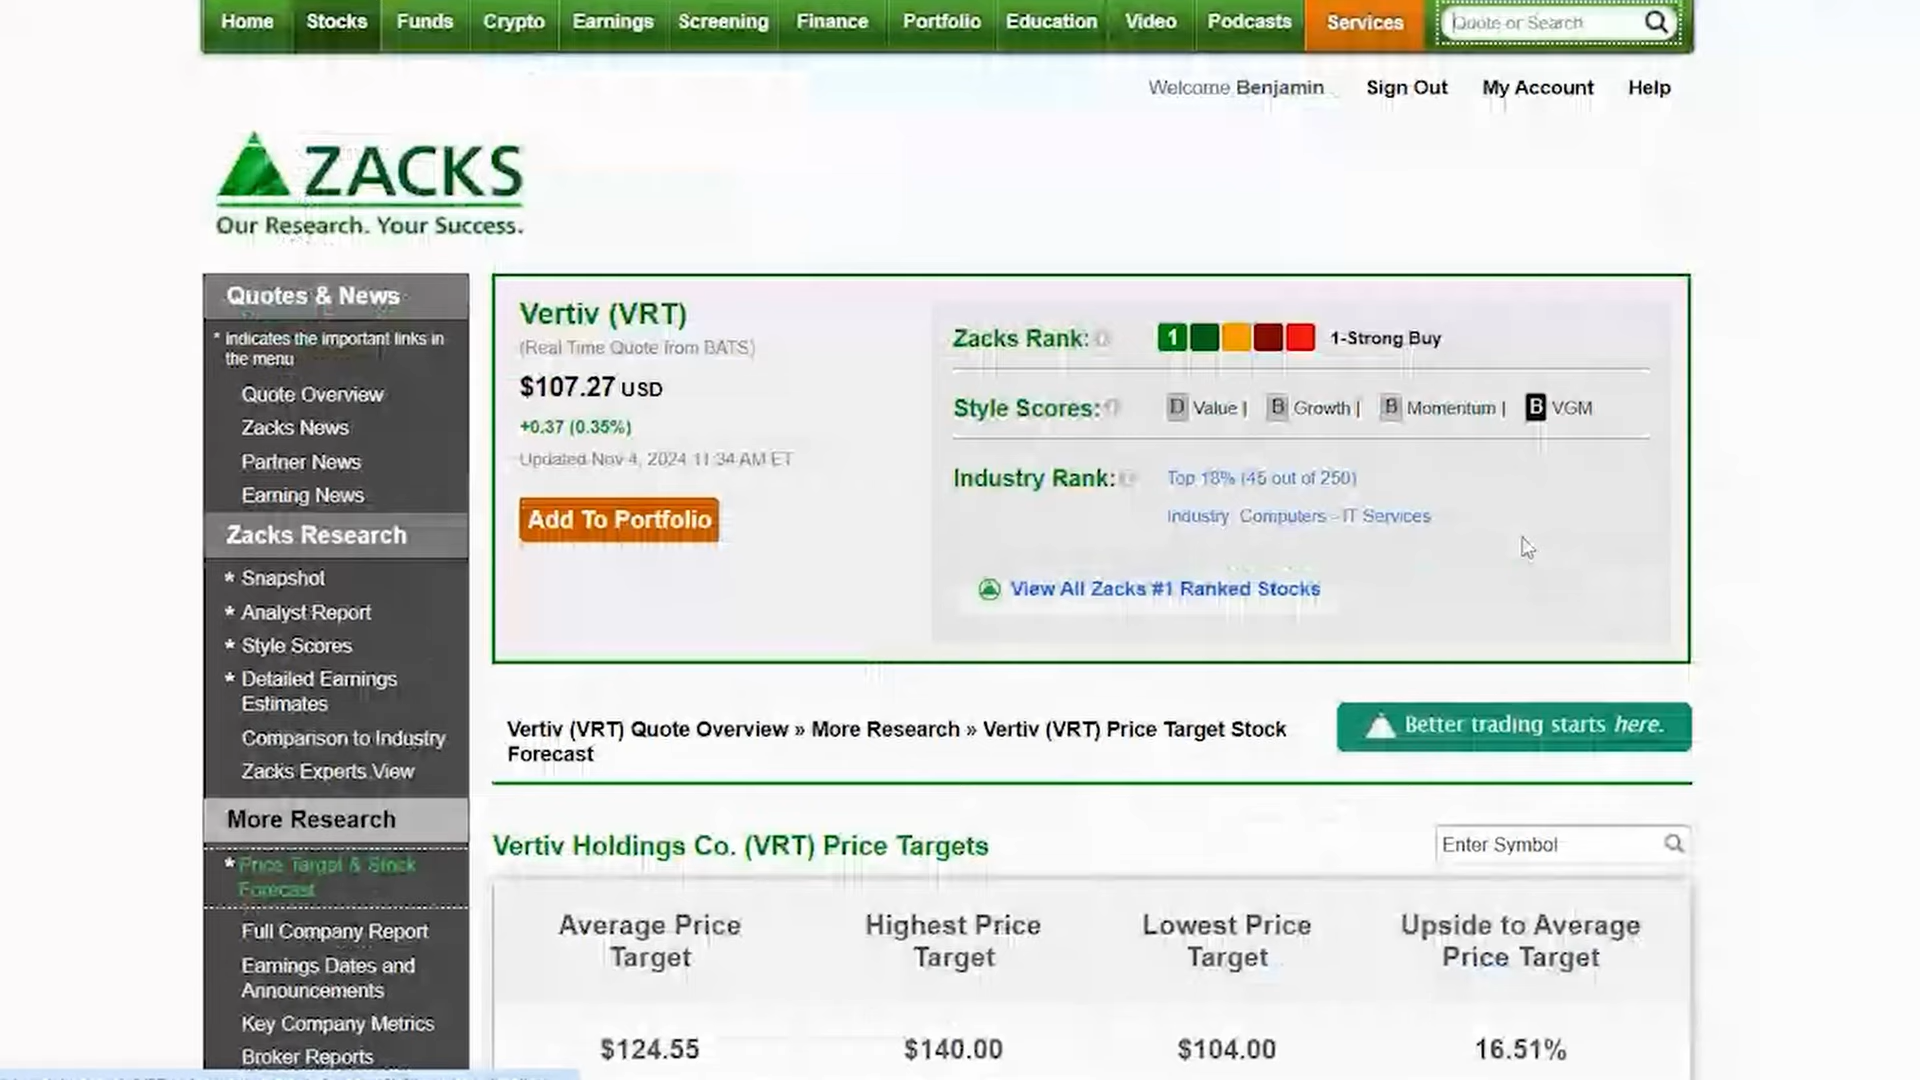 Home Stocks Funds Crypto Earnings Screening Finance Portfolio Education Video Podcasts Services Quote or Search
Welcome Benjamin Sign Out My Account Help
ZACKS
Our Research. Your Success.
Quotes & News
* Indicates the important links in
the menu
Quote Overview
Zacks News
Partner News
Earning News
Zacks Research
* Snapshot
* Analyst Report
* Style Scores
* Detailed Earnings
Estimates
Comparison to Industry
Zacks Experts View
More Research
* Price Target & Stock
Forecast
Full Company Report
Earnings Dates and
Announcements
Key Company Metrics
Broker Reports
Vertiv (VRT)
(Real Time Quote from BATS)
$107.27 USD
+0.37 (0.35%)
Updated Nov 4, 2024 11:34 AM ET
Add To Portfolio
Zacks Rank: 1 1-Strong Buy
Style Scores: D Value | B Growth | B Momentum | B VGM
Industry Rank: Top 18% (45 out of 250)
Industry: Computers - IT Services
View All Zacks #1 Ranked Stocks
Vertiv (VRT) Quote Overview » More Research » Vertiv (VRT) Price Target Stock
Forecast
Better trading starts here.
Vertiv Holdings Co. (VRT) Price Targets
Enter Symbol
Average Price
Target
Highest Price
Target
Lowest Price
Target
Upside to Average
Price Target
$124.55 $140.00 $104.00 16.51%